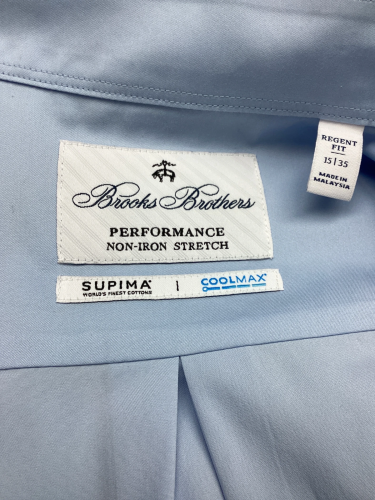 Brooks Brothers
PERFORMANCE
NON-IRON STRETCH
SUPIMA®
WORLD'S FINEST COTTONS
|
COOLMAX®
REGENT
FIT
15|35
MADE IN
MALAYSIA